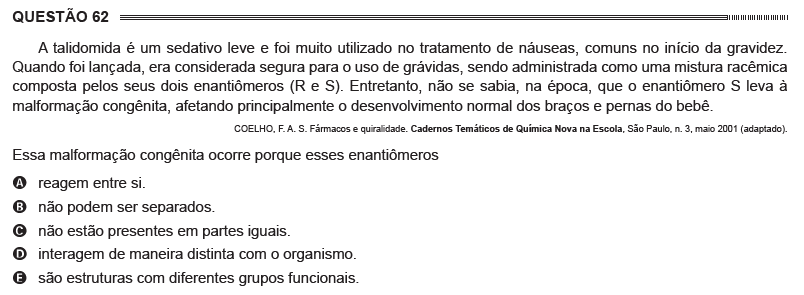 QUESTÃO 62
A talidomida é um sedativo leve e foi muito utilizado no tratamento de náuseas, comuns no início da gravidez.
Quando foi lançada, era considerada segura para o uso de grávidas, sendo administrada como uma mistura racêmica
composta pelos seus dois enantiômeros (R e S). Entretanto, não se sabia, na época, que o enantiômero S leva à
malformação congênita, afetando principalmente o desenvolvimento normal dos braços e pernas do bebê.
COELHO, F. A. S. Fármacos e quiralidade. Cadernos Temáticos de Química Nova na Escola, São Paulo, n. 3, maio 2001 (adaptado).
Essa malformação congênita ocorre porque esses enantiômeros
A reagem entre si.
B não podem ser separados.
C não estão presentes em partes iguais.
D interagem de maneira distinta com o organismo.
E são estruturas com diferentes grupos funcionais.